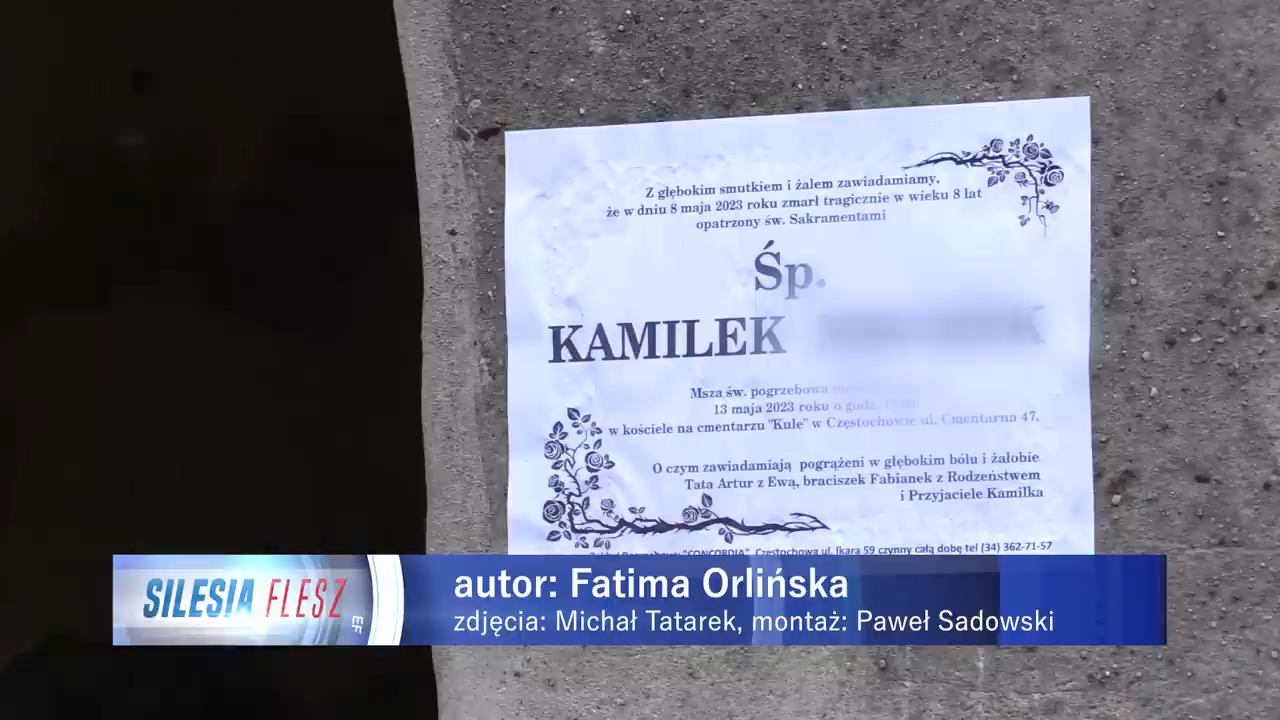 Z głębokim smutkiem i żalem zawiadamiamy,
że w dniu 8 maja 2023 roku zmarł tragicznie w wieku 8 lat
opatrzony św. Sakramentami
Śp.
KAMILEK
Msza św. pogrzebowa
13 maja 2023 roku o godz.
w kościele na cmentarzu "Kule" w Częstochowie ul. Cmentarna 47.
O czym zawiadamiają pogrążeni w głębokim bólu i żałobie
Tata Artur z Ewą, braciszek Fabianek z Rodzeństwem
i Przyjaciele Kamilka
"CONCORDIA" Częstochowa ul. Ikara 59 czynny całą dobę tel (34) 362-71-57
SILESIA FLESZ
autor: Fatima Orlińska
zdjęcia: Michał Tatarek, montaż: Paweł Sadowski